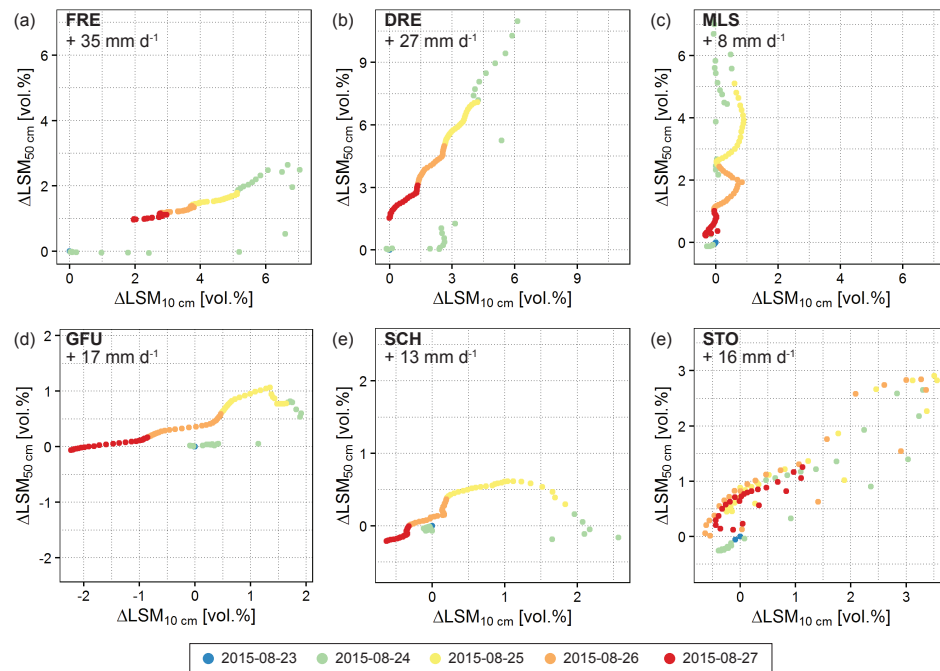 (a) FRE
+ 35 mm d-1
ΔLSM50 cm [vol.%]
6
4
2
0
0 2 4 6
ΔLSM10 cm [vol.%]
(b) DRE
+ 27 mm d-1
ΔLSM50 cm [vol.%]
9
6
3
0
0 3 6 9
ΔLSM10 cm [vol.%]
(c) MLS
+ 8 mm d-1
ΔLSM50 cm [vol.%]
6
4
2
0
0 2 4 6
ΔLSM10 cm [vol.%]
(d) GFU
+ 17 mm d-1
ΔLSM50 cm [vol.%]
2
1
0
-1
-2
-2 -1 0 1 2
ΔLSM10 cm [vol.%]
(e) SCH
+ 13 mm d-1
ΔLSM50 cm [vol.%]
2
1
0
0 1 2
ΔLSM10 cm [vol.%]
(e) STO
+ 16 mm d-1
ΔLSM50 cm [vol.%]
3
2
1
0
0 1 2 3
ΔLSM10 cm [vol.%]
2015-08-23 2015-08-24 2015-08-25 2015-08-26 2015-08-27